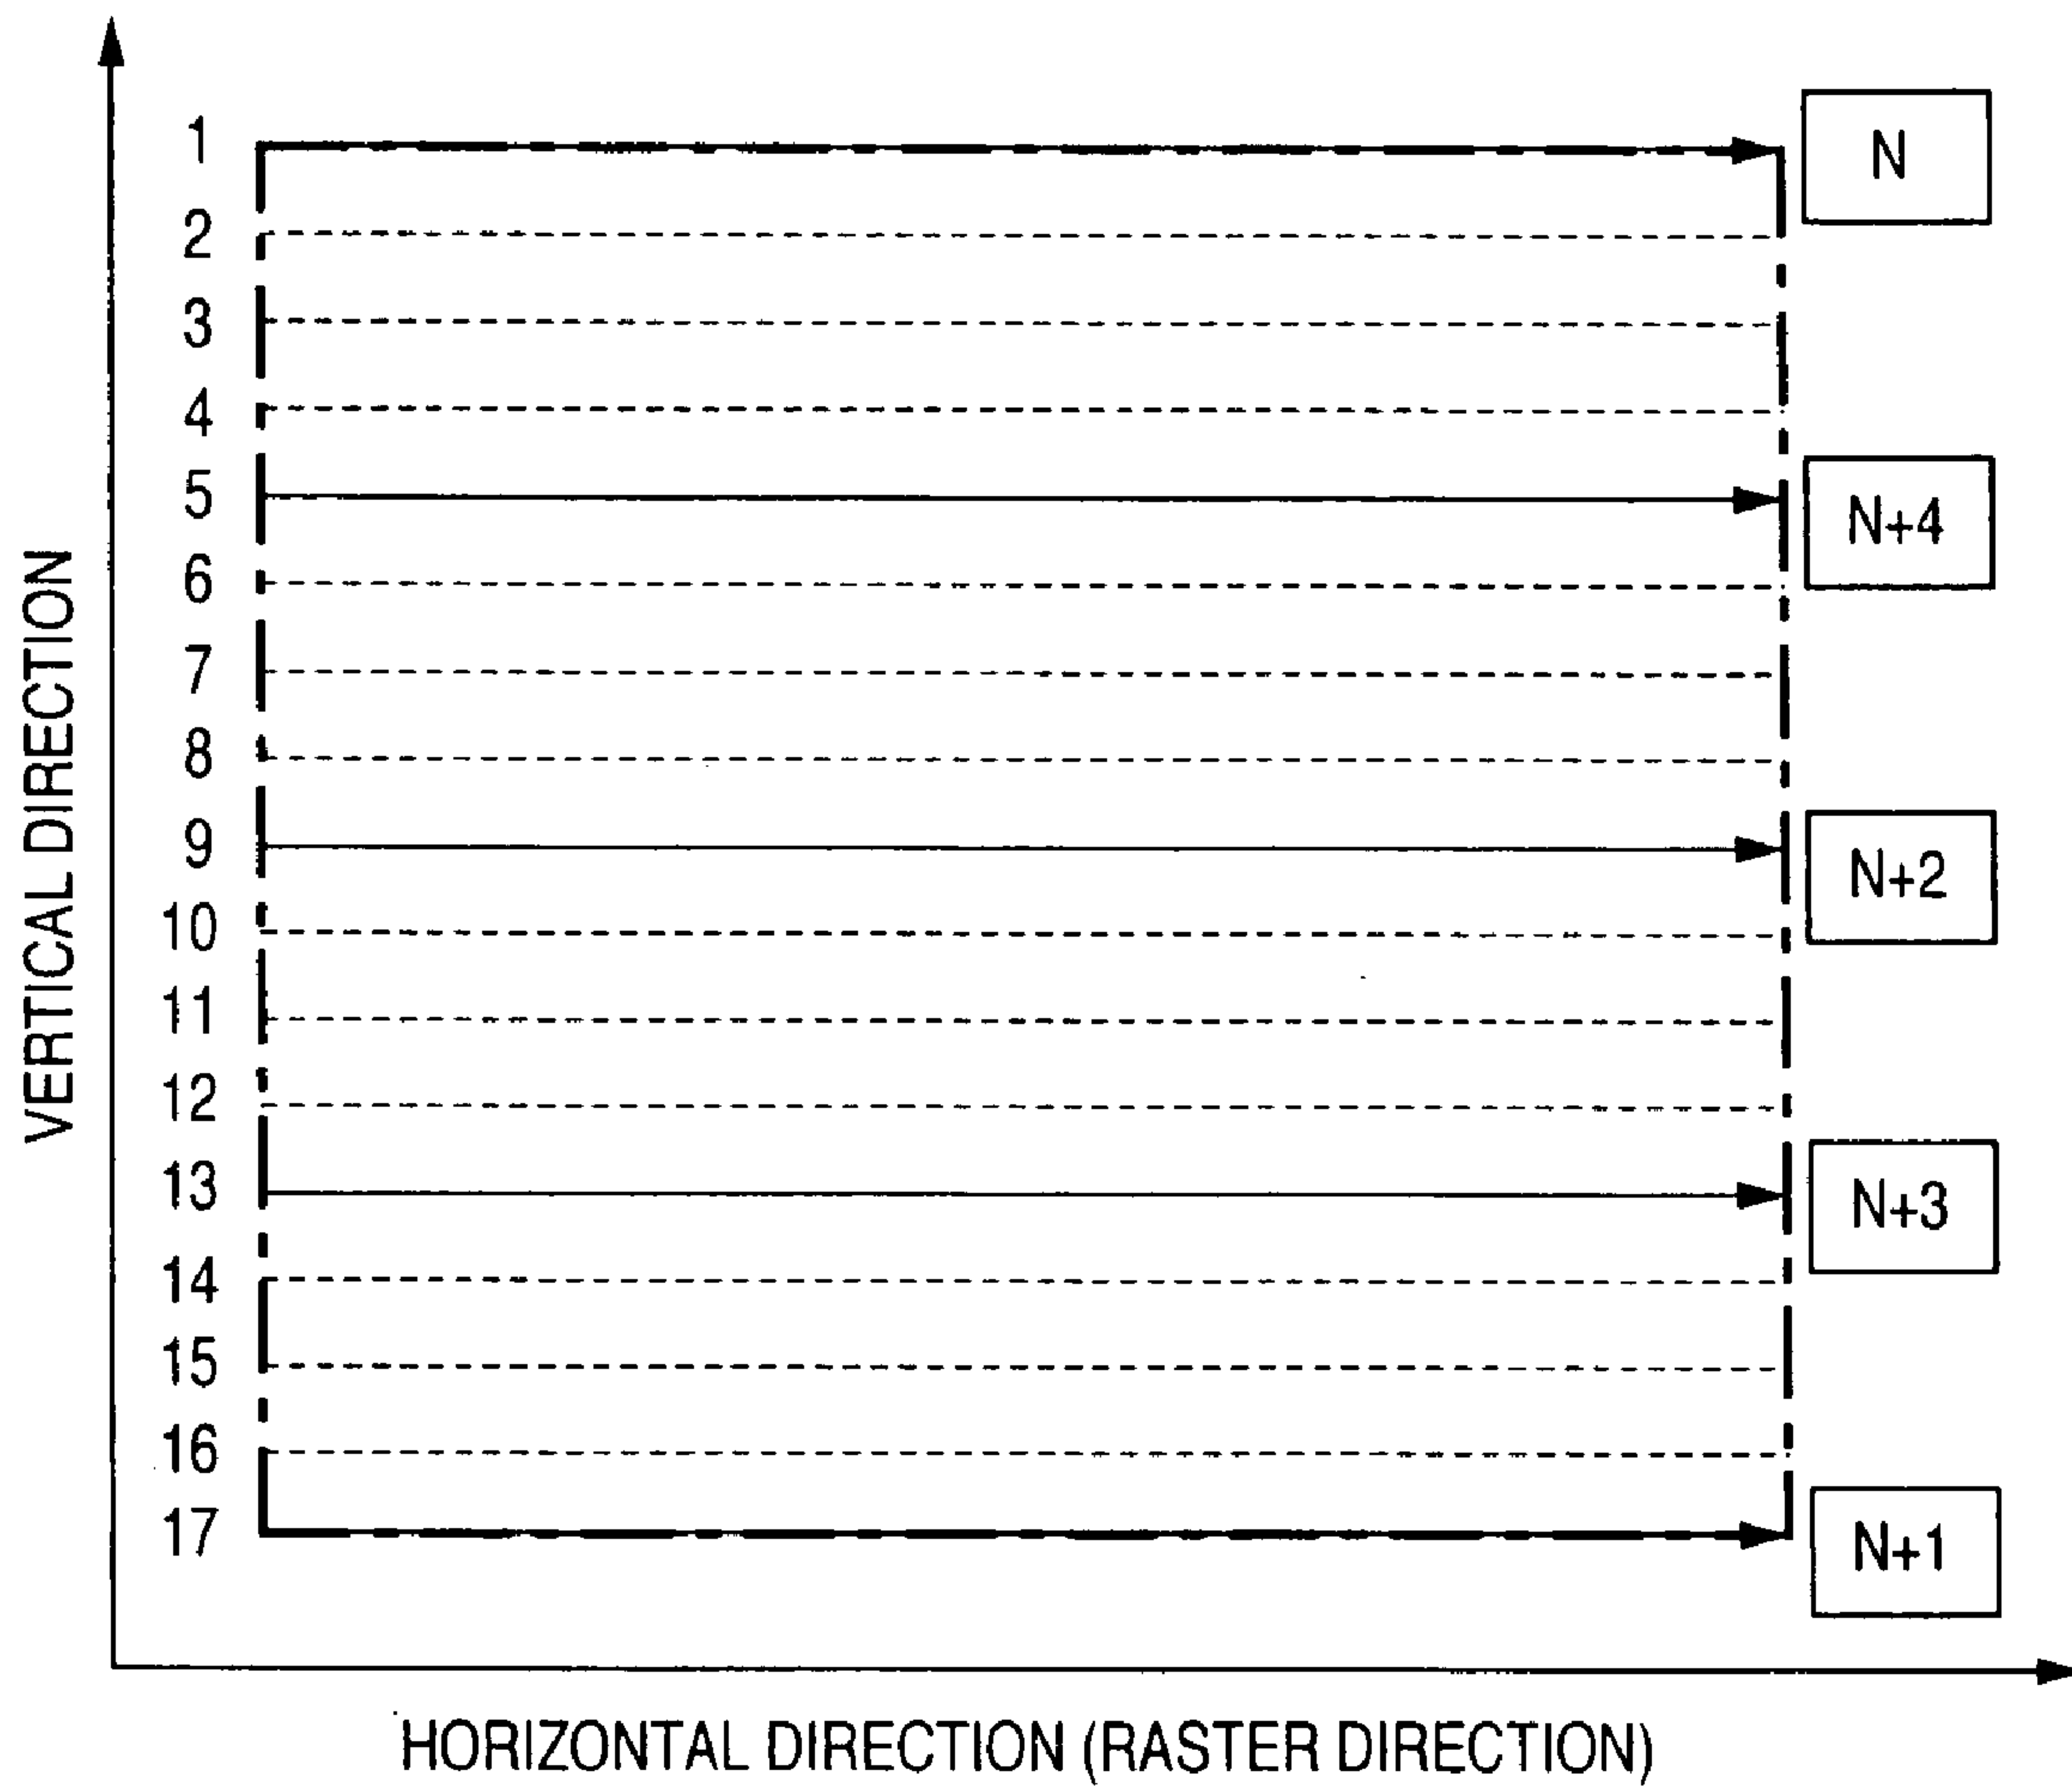 VERTICAL DIRECTION
1
N
2
3
4
5
N+4
6
7
8
9
N+2
10
11
12
13
N+3
14
15
16
17
N+1
HORIZONTAL DIRECTION (RASTER DIRECTION)